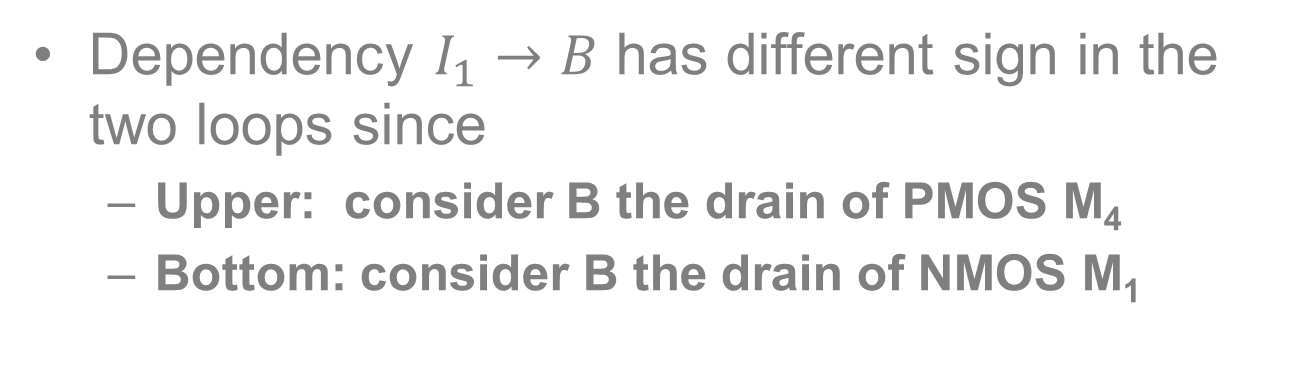 • Dependency I₁ → B has different sign in the
two loops since
– Upper:  consider B the drain of PMOS M₄
– Bottom: consider B the drain of NMOS M₁